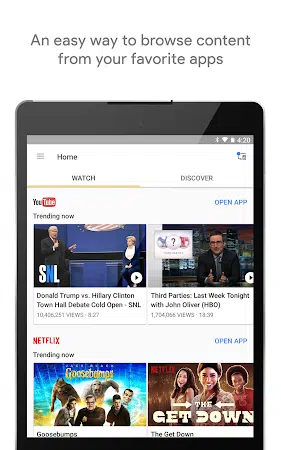 An easy way to browse content
from your favorite apps
4:20
Home
WATCH
DISCOVER
YouTube
OPEN APP
Trending now
SNL
Donald Trump vs. Hillary Clinton
Town Hall Debate Cold Open - SNL
10,406,251 VIEWS · 8:27
Third Parties: Last Week Tonight
with John Oliver (HBO)
1,704,066 VIEWS · 18:39
NETFLIX
OPEN APP
Trending now
Goosebumps
NETFLIX
THE
GET DOWN
Goosebumps
The Get Down